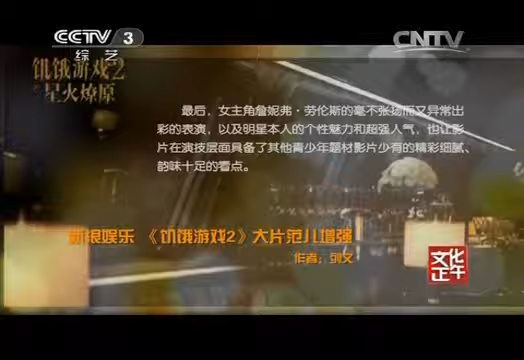 CCTV 3
综艺
CNTV
饥饿游戏2
星火燎原
最后，女主角詹妮弗·劳伦斯的毫不张扬而又异常出
彩的表演，以及明星本人的个性魅力和超强人气，也让影
片在演技层面具备了其他青少年题材影片少有的精彩细腻、
韵味十足的看点。
新浪娱乐 《饥饿游戏2》大片范儿增强
作者：刘文
文化
正午